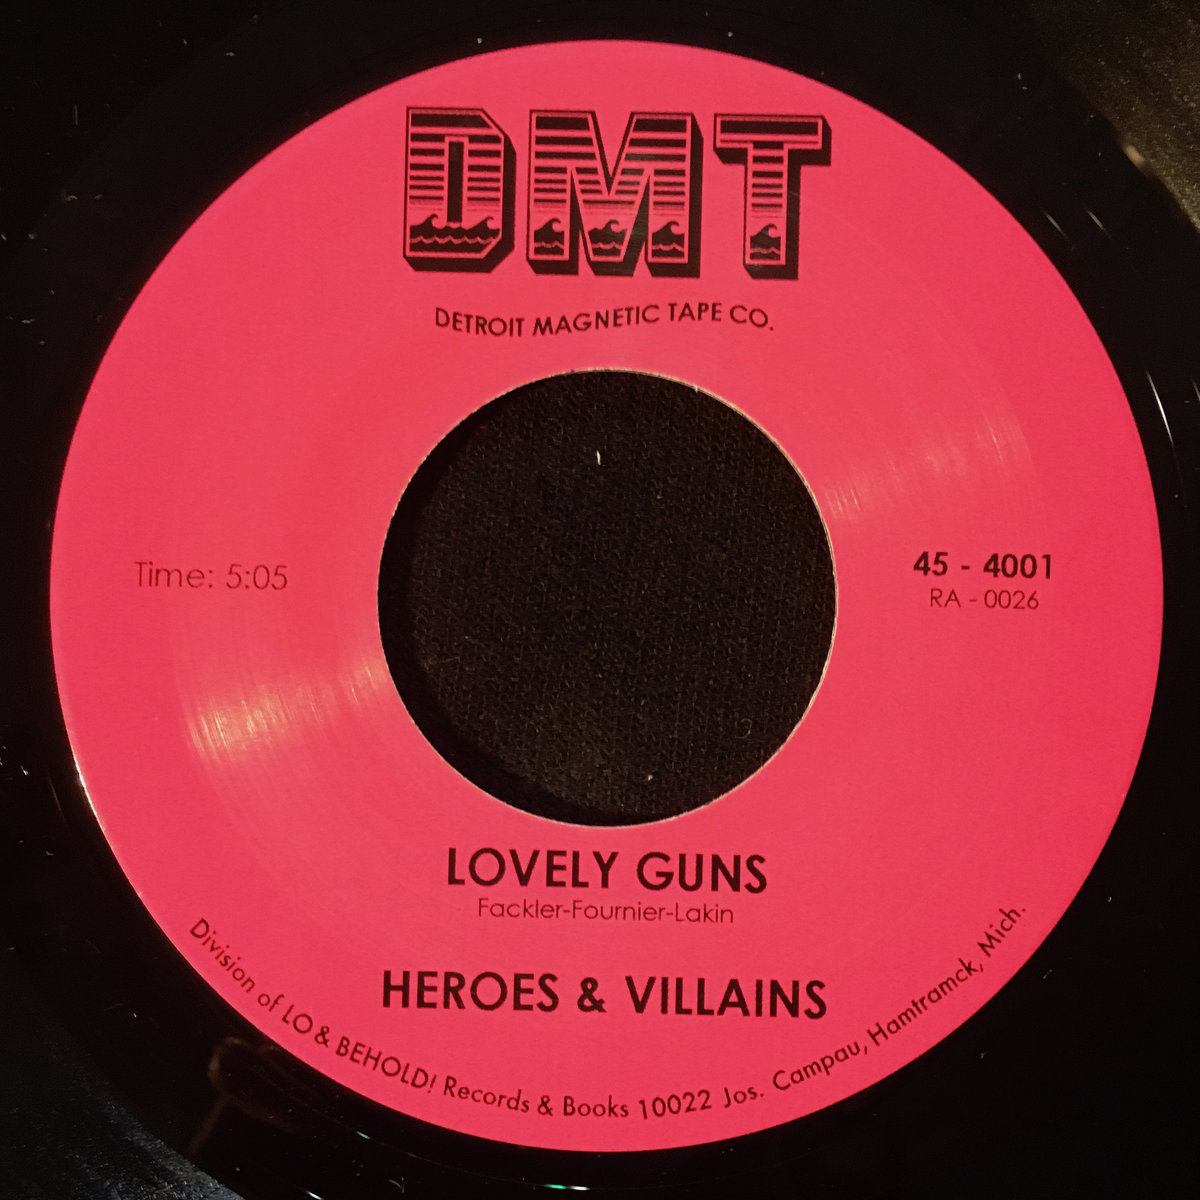 DMT
DETROIT MAGNETIC TAPE CO.
Time: 5:05
45 - 4001
RA - 0026
LOVELY GUNS
Fackler-Fournier-Lakin
HEROES & VILLAINS
Division of LO & BEHOLD! Records & Books 10022 Jos. Campau, Hamtramck, Mich.